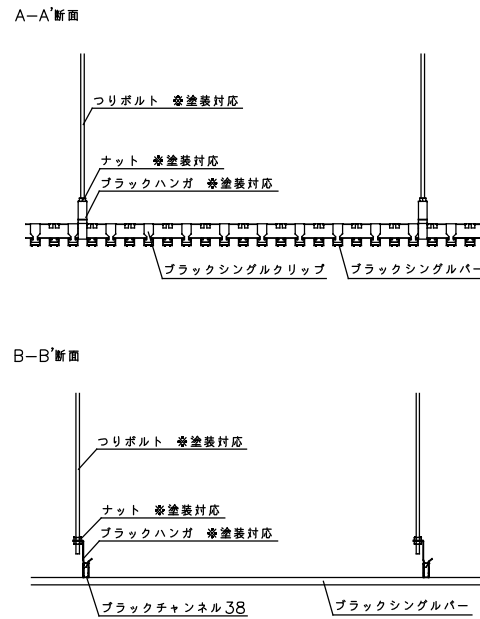 A－A'断面
つりボルト ※塗装対応
ナット ※塗装対応
ブラックハンガ ※塗装対応
ブラックシングルクリップ
ブラックシングルバー
B－B'断面
つりボルト ※塗装対応
ナット ※塗装対応
ブラックハンガ ※塗装対応
ブラックチャンネル38
ブラックシングルバー